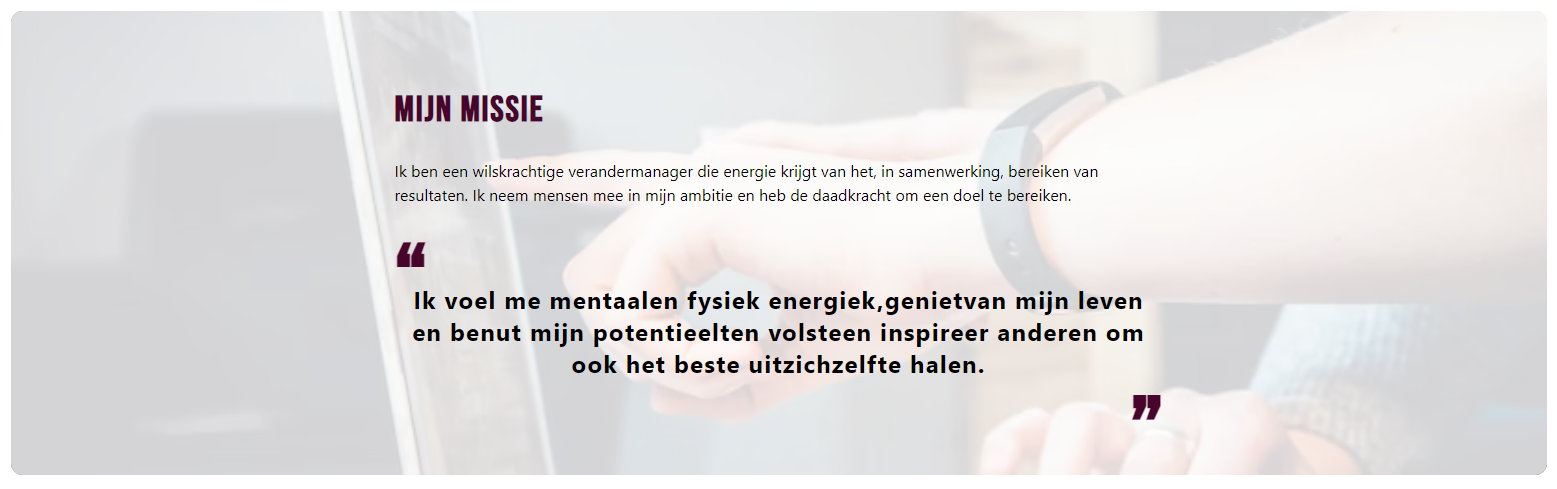 MIJN MISSIE
Ik ben een wilskrachtige verandermanager die energie krijgt van het, in samenwerking, bereiken van
resultaten. Ik neem mensen mee in mijn ambitie en heb de daadkracht om een doel te bereiken.
❝
Ik voel me mentaalen fysiek energiek,genietvan mijn leven
en benut mijn potentieelten volsteen inspireer anderen om
ook het beste uitzichzelfte halen.
❞